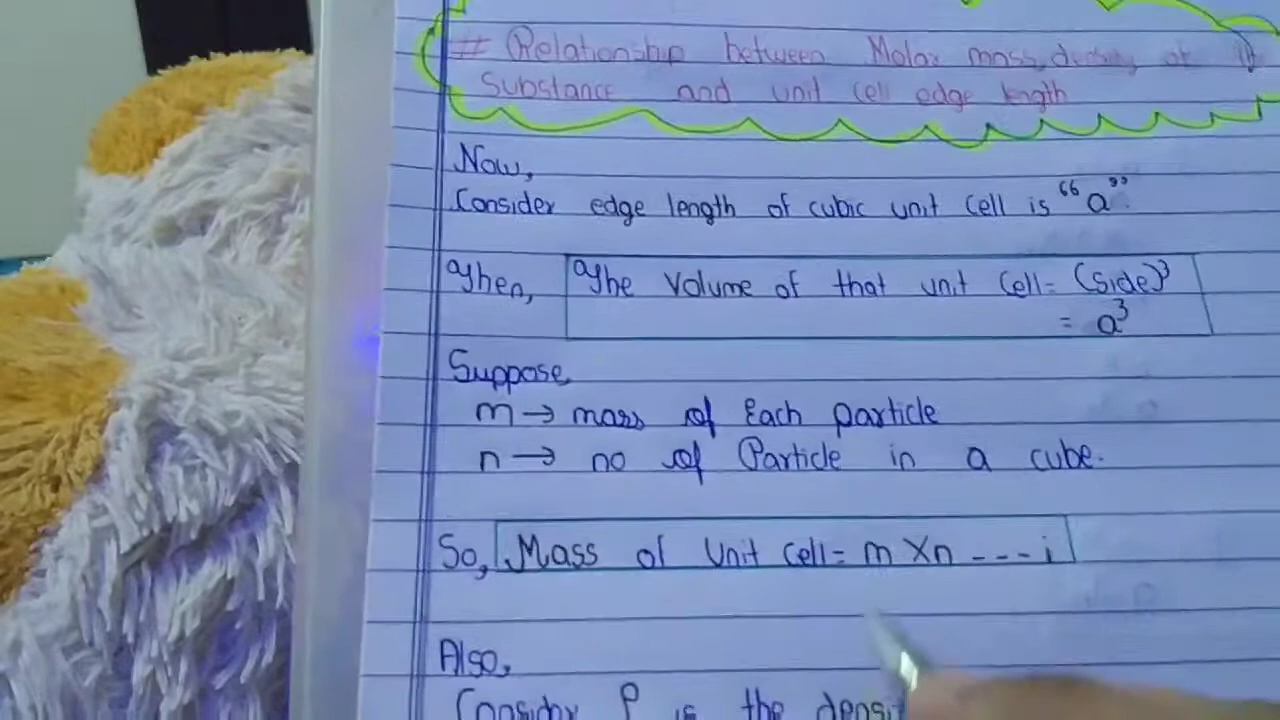 # Relationship between Molar mass, density of
Substance and unit cell edge length
Now,
Consider edge length of cubic unit cell is "a".
Then, The volume of that unit cell = (side)³
= a³
Suppose,
m → mass of Each particle
n → no of Particle in a cube.
So, Mass of Unit cell = m × n - - - i
Also,
Consider ρ is the densit